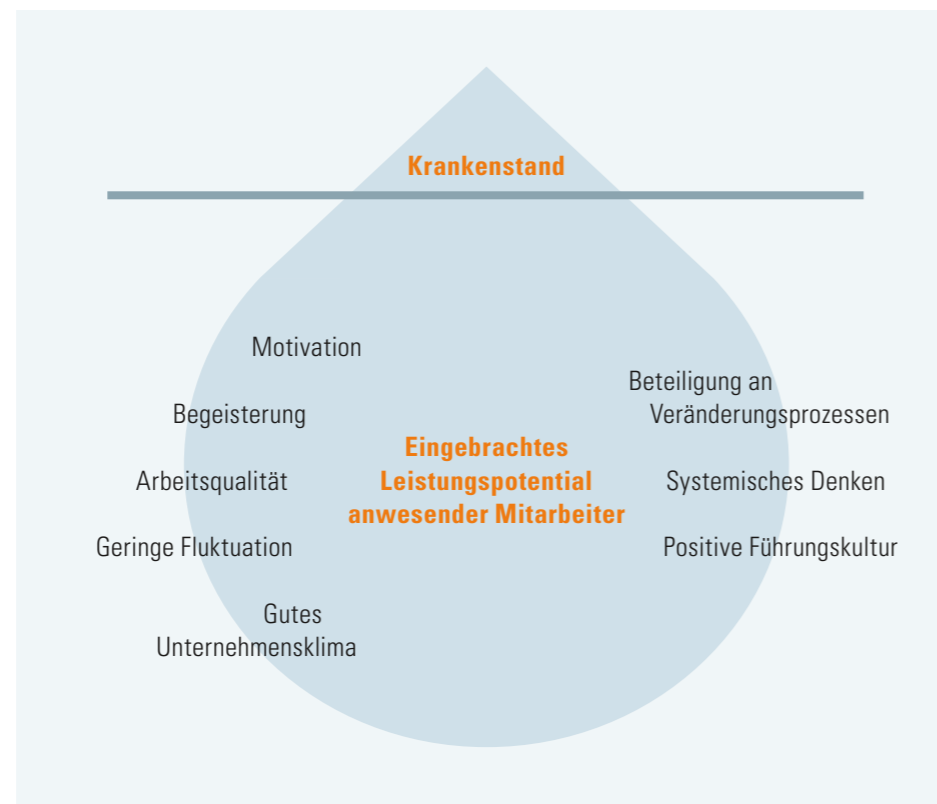 Krankenstand
Motivation
Begeisterung
Arbeitsqualität
Geringe Fluktuation
Gutes
Unternehmensklima
Eingebrachtes
Leistungspotential
anwesender Mitarbeiter
Beteiligung an
Veränderungsprozessen
Systemisches Denken
Positive Führungskultur